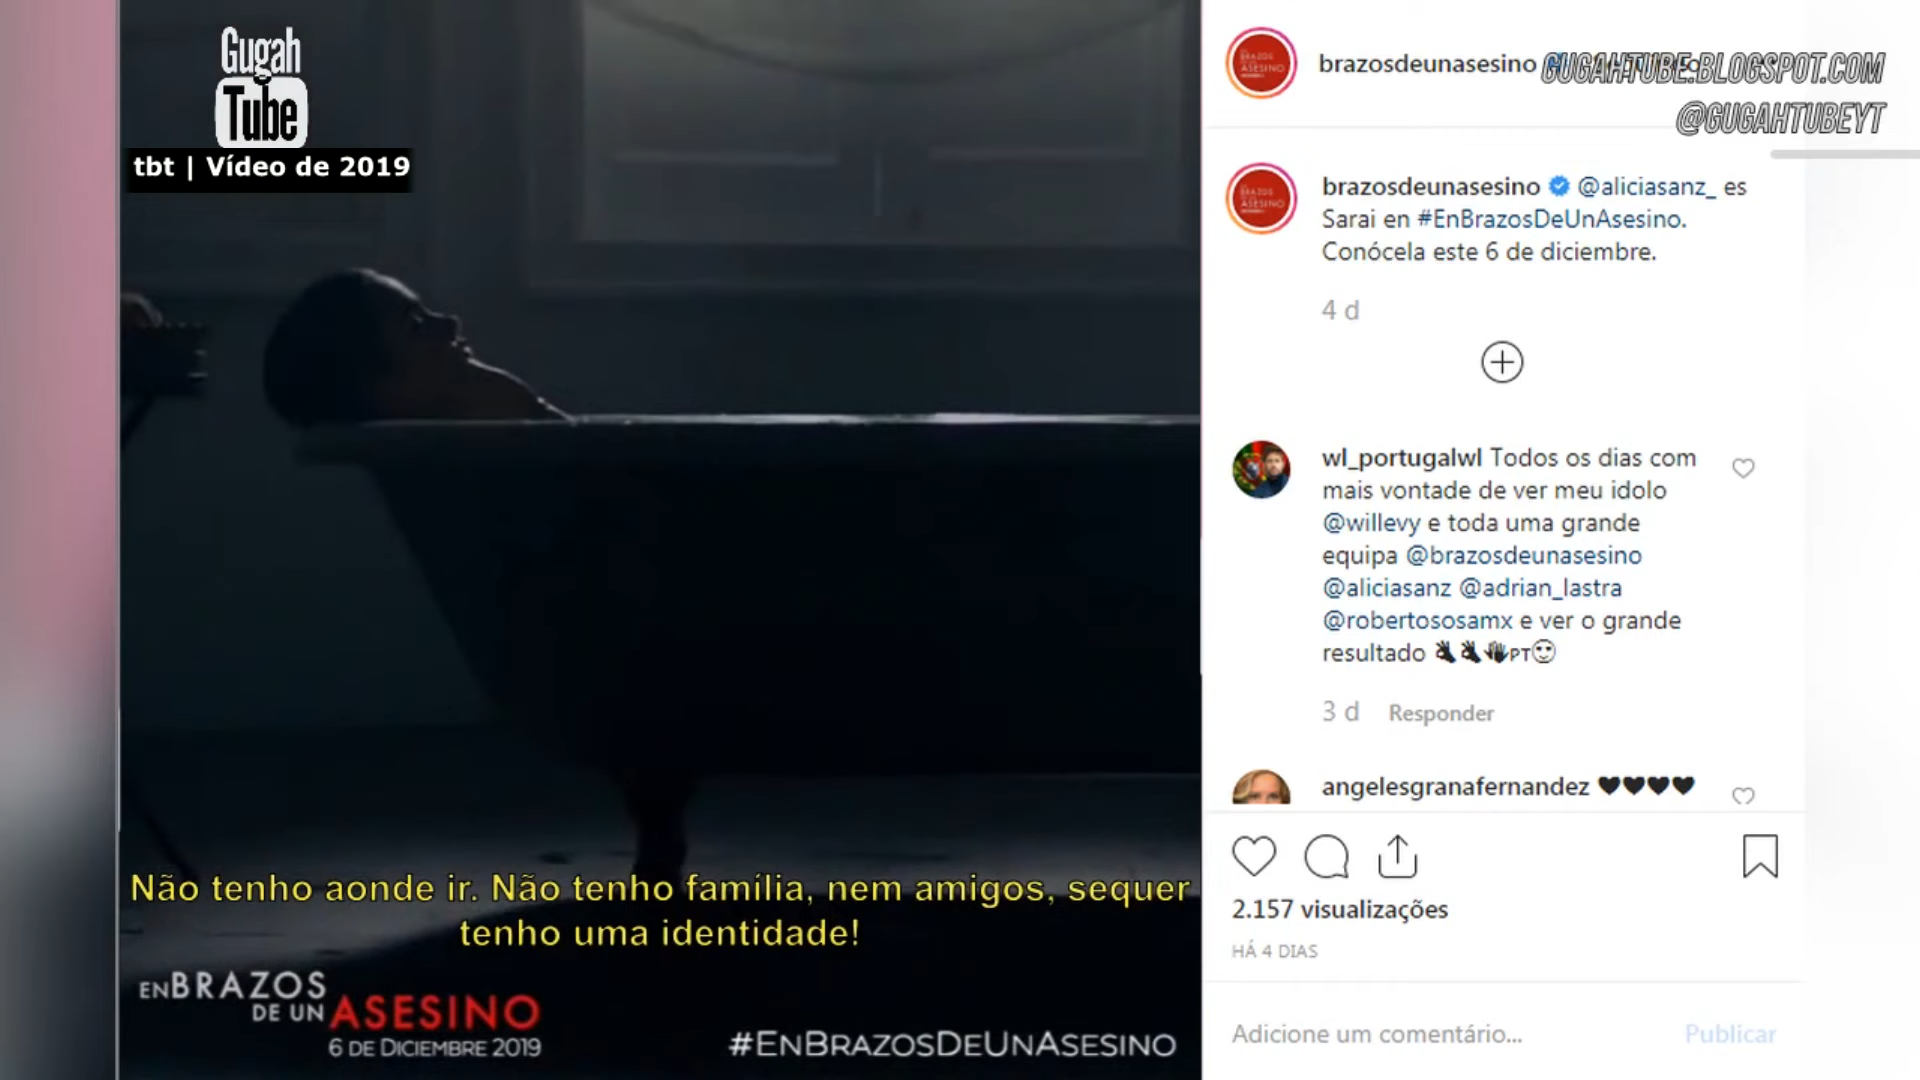 Gugah
Tube
tbt | Vídeo de 2019
Não tenho aonde ir. Não tenho família, nem amigos, sequer
tenho uma identidade!
EN BRAZOS
DE UN ASESINO
6 DE DICIEMBRE 2019
#ENBRAZOSDEUNASESINO
brazosdeunasesino
GUGAHTUBE.BLOGSPOT.COM
@GUGAHTUBEYT
brazosdeunasesino @aliciasanz_ es
Sarai en #EnBrazosDeUnAsesino.
Conócela este 6 de diciembre.
4 d
wl_portugalwl Todos os dias com
mais vontade de ver meu idolo
@willevy e toda uma grande
equipa @brazosdeunasesino
@aliciasanz @adrian_lastra
@robertososamx e ver o grande
resultado 👌👌👋PT🙂
3 d Responder
angelesgranafernandez ♥♥♥♥
2.157 visualizações
HÁ 4 DIAS
Adicione um comentário... Publicar